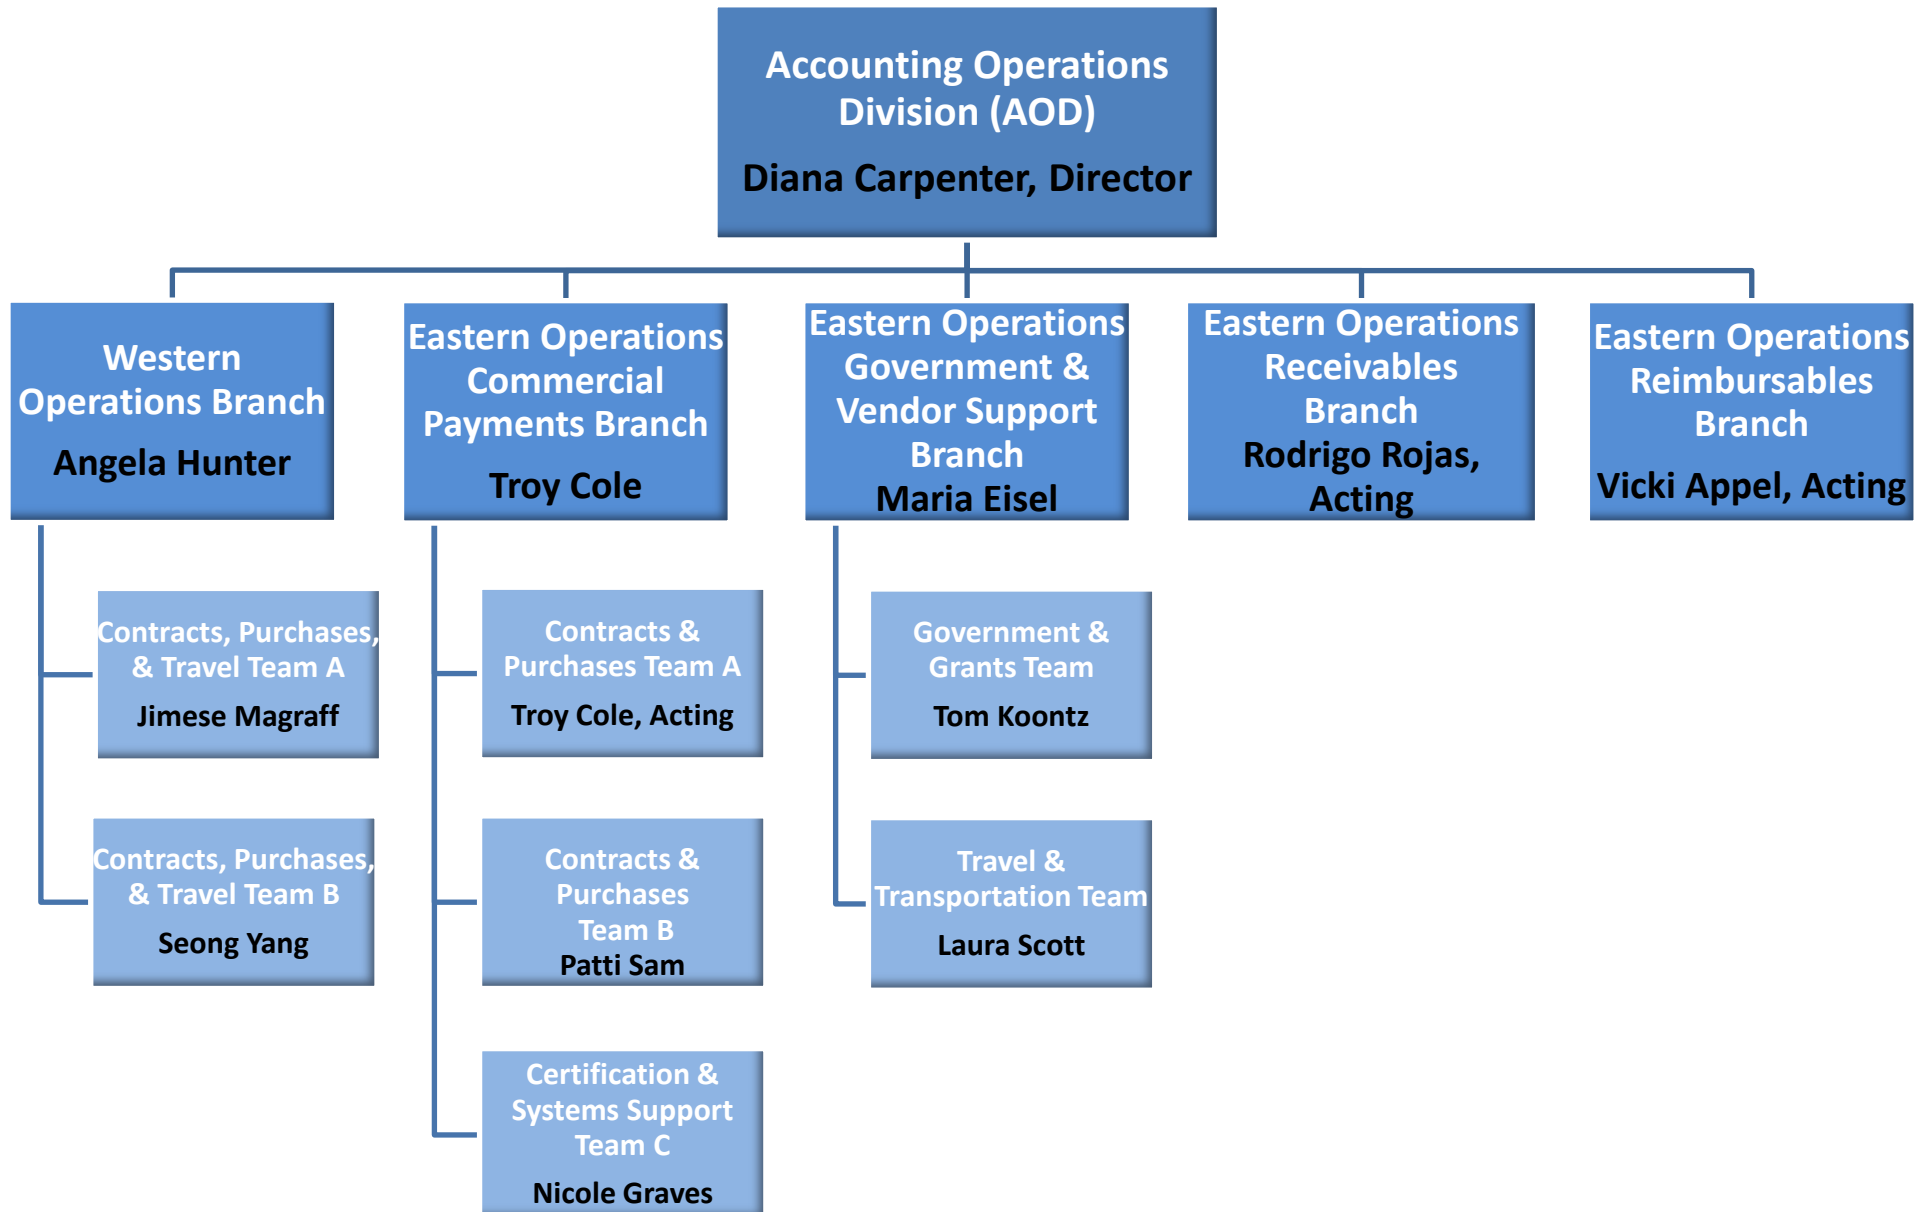 Accounting Operations
Division (AOD)
Diana Carpenter, Director
Western
Operations Branch
Angela Hunter
Eastern Operations
Commercial
Payments Branch
Troy Cole
Eastern Operations
Government &
Vendor Support
Branch
Maria Eisel
Eastern Operations
Receivables
Branch
Rodrigo Rojas,
Acting
Eastern Operations
Reimbursables
Branch
Vicki Appel, Acting
Contracts, Purchases,
& Travel Team A
Jimese Magraff
Contracts &
Purchases Team A
Troy Cole, Acting
Government &
Grants Team
Tom Koontz
Contracts, Purchases,
& Travel Team B
Seong Yang
Contracts &
Purchases
Team B
Patti Sam
Travel &
Transportation Team
Laura Scott
Certification &
Systems Support
Team C
Nicole Graves